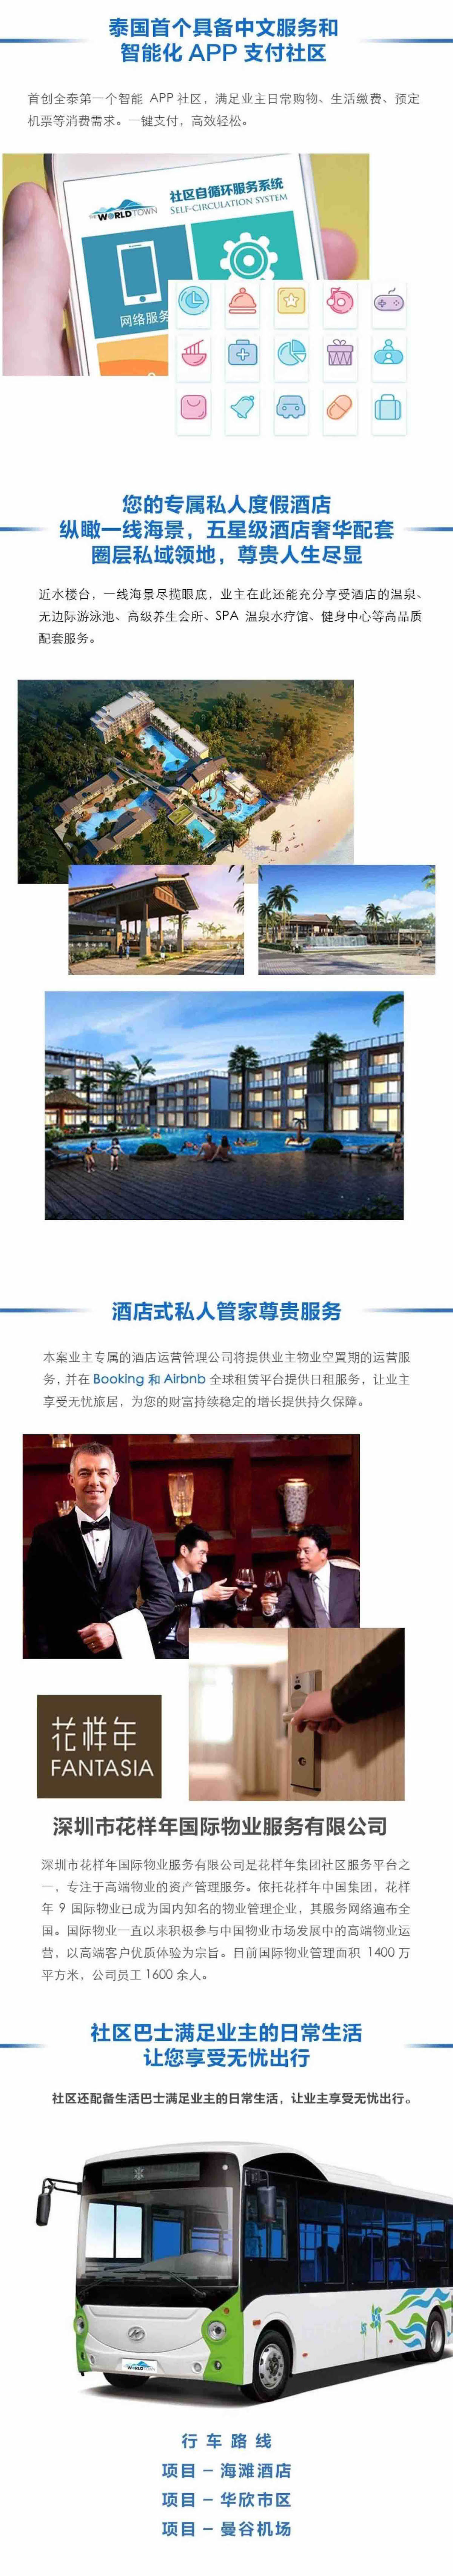 泰国首个具备中文服务和
智能化 APP 支付社区
首创全泰第一个智能 APP 社区，满足业主日常购物、生活缴费、预定
机票等消费需求。一键支付，高效轻松。
THE WORLD TOWN
社区自循环服务系统
SELF-CIRCULATION SYSTEM
网络服务
您的专属私人度假酒店
纵瞰一线海景，五星级酒店奢华配套
圈层私域领地，尊贵人生尽显
近水楼台，一线海景尽揽眼底，业主在此还能充分享受酒店的温泉、
无边际游泳池、高级养生会所、SPA 温泉水疗馆、健身中心等高品质
配套服务。
酒店式私人管家尊贵服务
本案业主专属的酒店运营管理公司将提供业主物业空置期的运营服
务，并在 Booking 和 Airbnb 全球租赁平台提供日租服务，让业主
享受无忧旅居，为您的财富持续稳定的增长提供持久保障。
花样年
FANTASIA
深圳市花样年国际物业服务有限公司
深圳市花样年国际物业服务有限公司是花样年集团社区服务平台之
一，专注于高端物业的资产管理服务。依托花样年中国集团，花样
年 9 国际物业已成为国内知名的物业管理企业，其服务网络遍布全
国。国际物业一直以来积极参与中国物业市场发展中的高端物业运
营，以高端客户优质体验为宗旨。目前国际物业管理面积 1400 万
平方米，公司员工 1600 余人。
社区巴士满足业主的日常生活
让您享受无忧出行
社区还配备生活巴士满足业主的日常生活，让业主享受无忧出行。
WORLD TOWN
行 车 路 线
项目 – 海滩酒店
项目 – 华欣市区
项目 – 曼谷机场